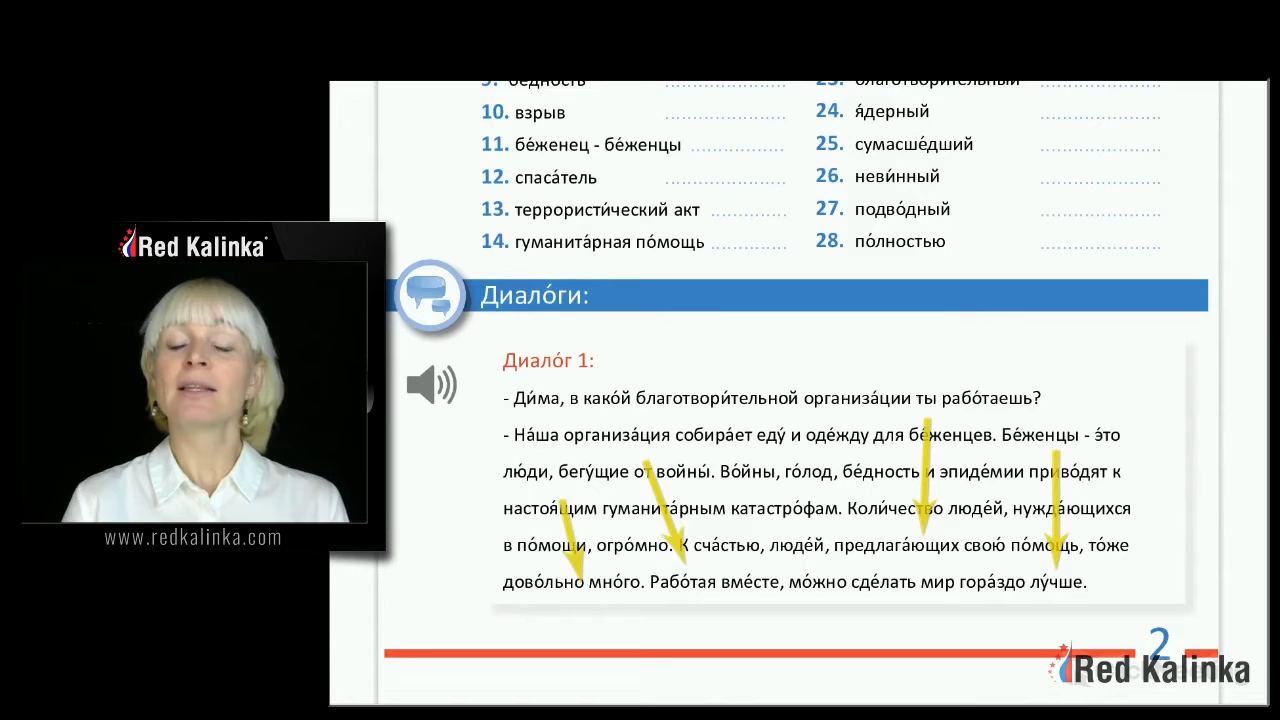 9. бе́дность
10. взрыв
11. бе́женец - бе́женцы
12. спаса́тель
13. террористи́ческий акт
14. гуманита́рная по́мощь
23. благотвори́тельный
24. я́дерный
25. сумасше́дший
26. неви́нный
27. подво́дный
28. по́лностью
Red Kalinka
www.redkalinka.com
Диало́ги:
Диало́г 1:
- Ди́ма, в како́й благотвори́тельной организа́ции ты рабо́таешь?
- На́ша организа́ция собира́ет еду́ и оде́жду для бе́женцев. Бе́женцы - э́то
лю́ди, бегу́щие от войны́. Во́йны, го́лод, бе́дность и эпиде́мии приво́дят к
настоя́щим гуманита́рным катастро́фам. Коли́чество люде́й, нужда́ющихся
в по́мощи, огро́мно. К сча́стью, люде́й, предлага́ющих свою́ по́мощь, то́же
дово́льно мно́го. Рабо́тая вме́сте, мо́жно сде́лать мир гора́здо лу́чше.
2
Red Kalinka